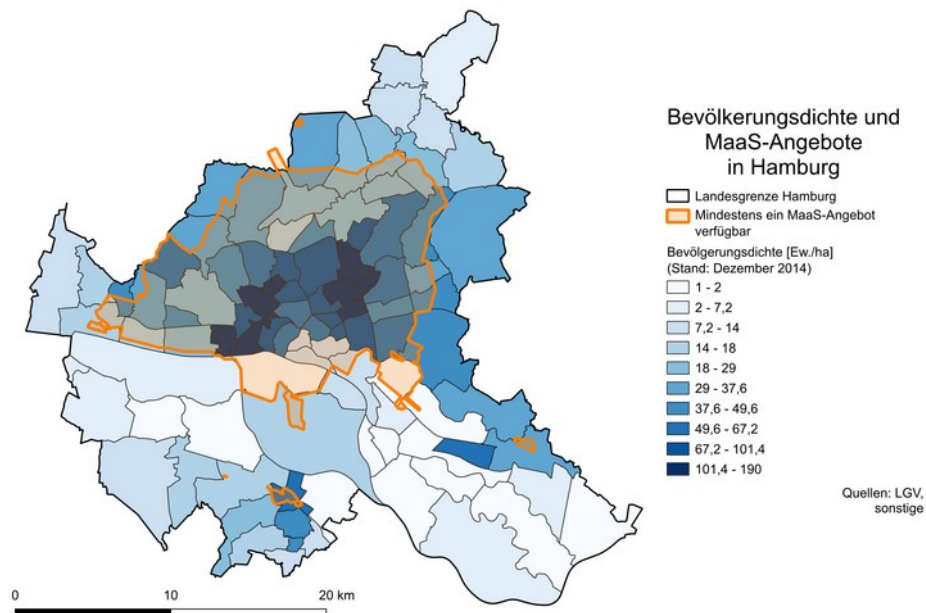 Bevölkerungsdichte und
MaaS-Angebote
in Hamburg
Landesgrenze Hamburg
Mindestens ein MaaS-Angebot
verfügbar
Bevölgerungsdichte [Ew./ha]
(Stand: Dezember 2014)
1 - 2
2 - 7,2
7,2 - 14
14 - 18
18 - 29
29 - 37,6
37,6 - 49,6
49,6 - 67,2
67,2 - 101,4
101,4 - 190
Quellen: LGV,
sonstige
0 10 20 km